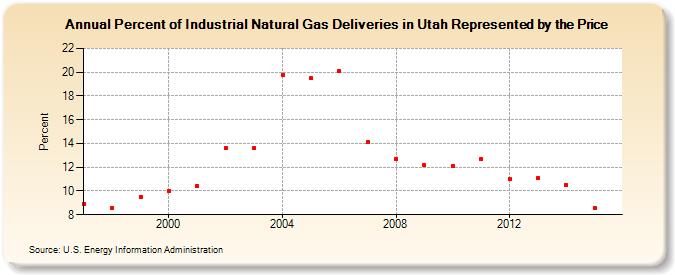 Annual Percent of Industrial Natural Gas Deliveries in Utah Represented by the Price
Percent
22
20
18
16
14
12
10
8
2000 2004 2008 2012
Source: U.S. Energy Information Administration